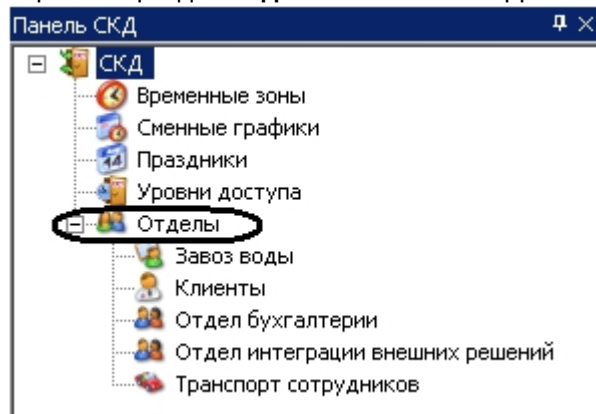 Панель СКД
СКД
Временные зоны
Сменные графики
Праздники
Уровни доступа
Отделы
Завоз воды
Клиенты
Отдел бухгалтерии
Отдел интеграции внешних решений
Транспорт сотрудников